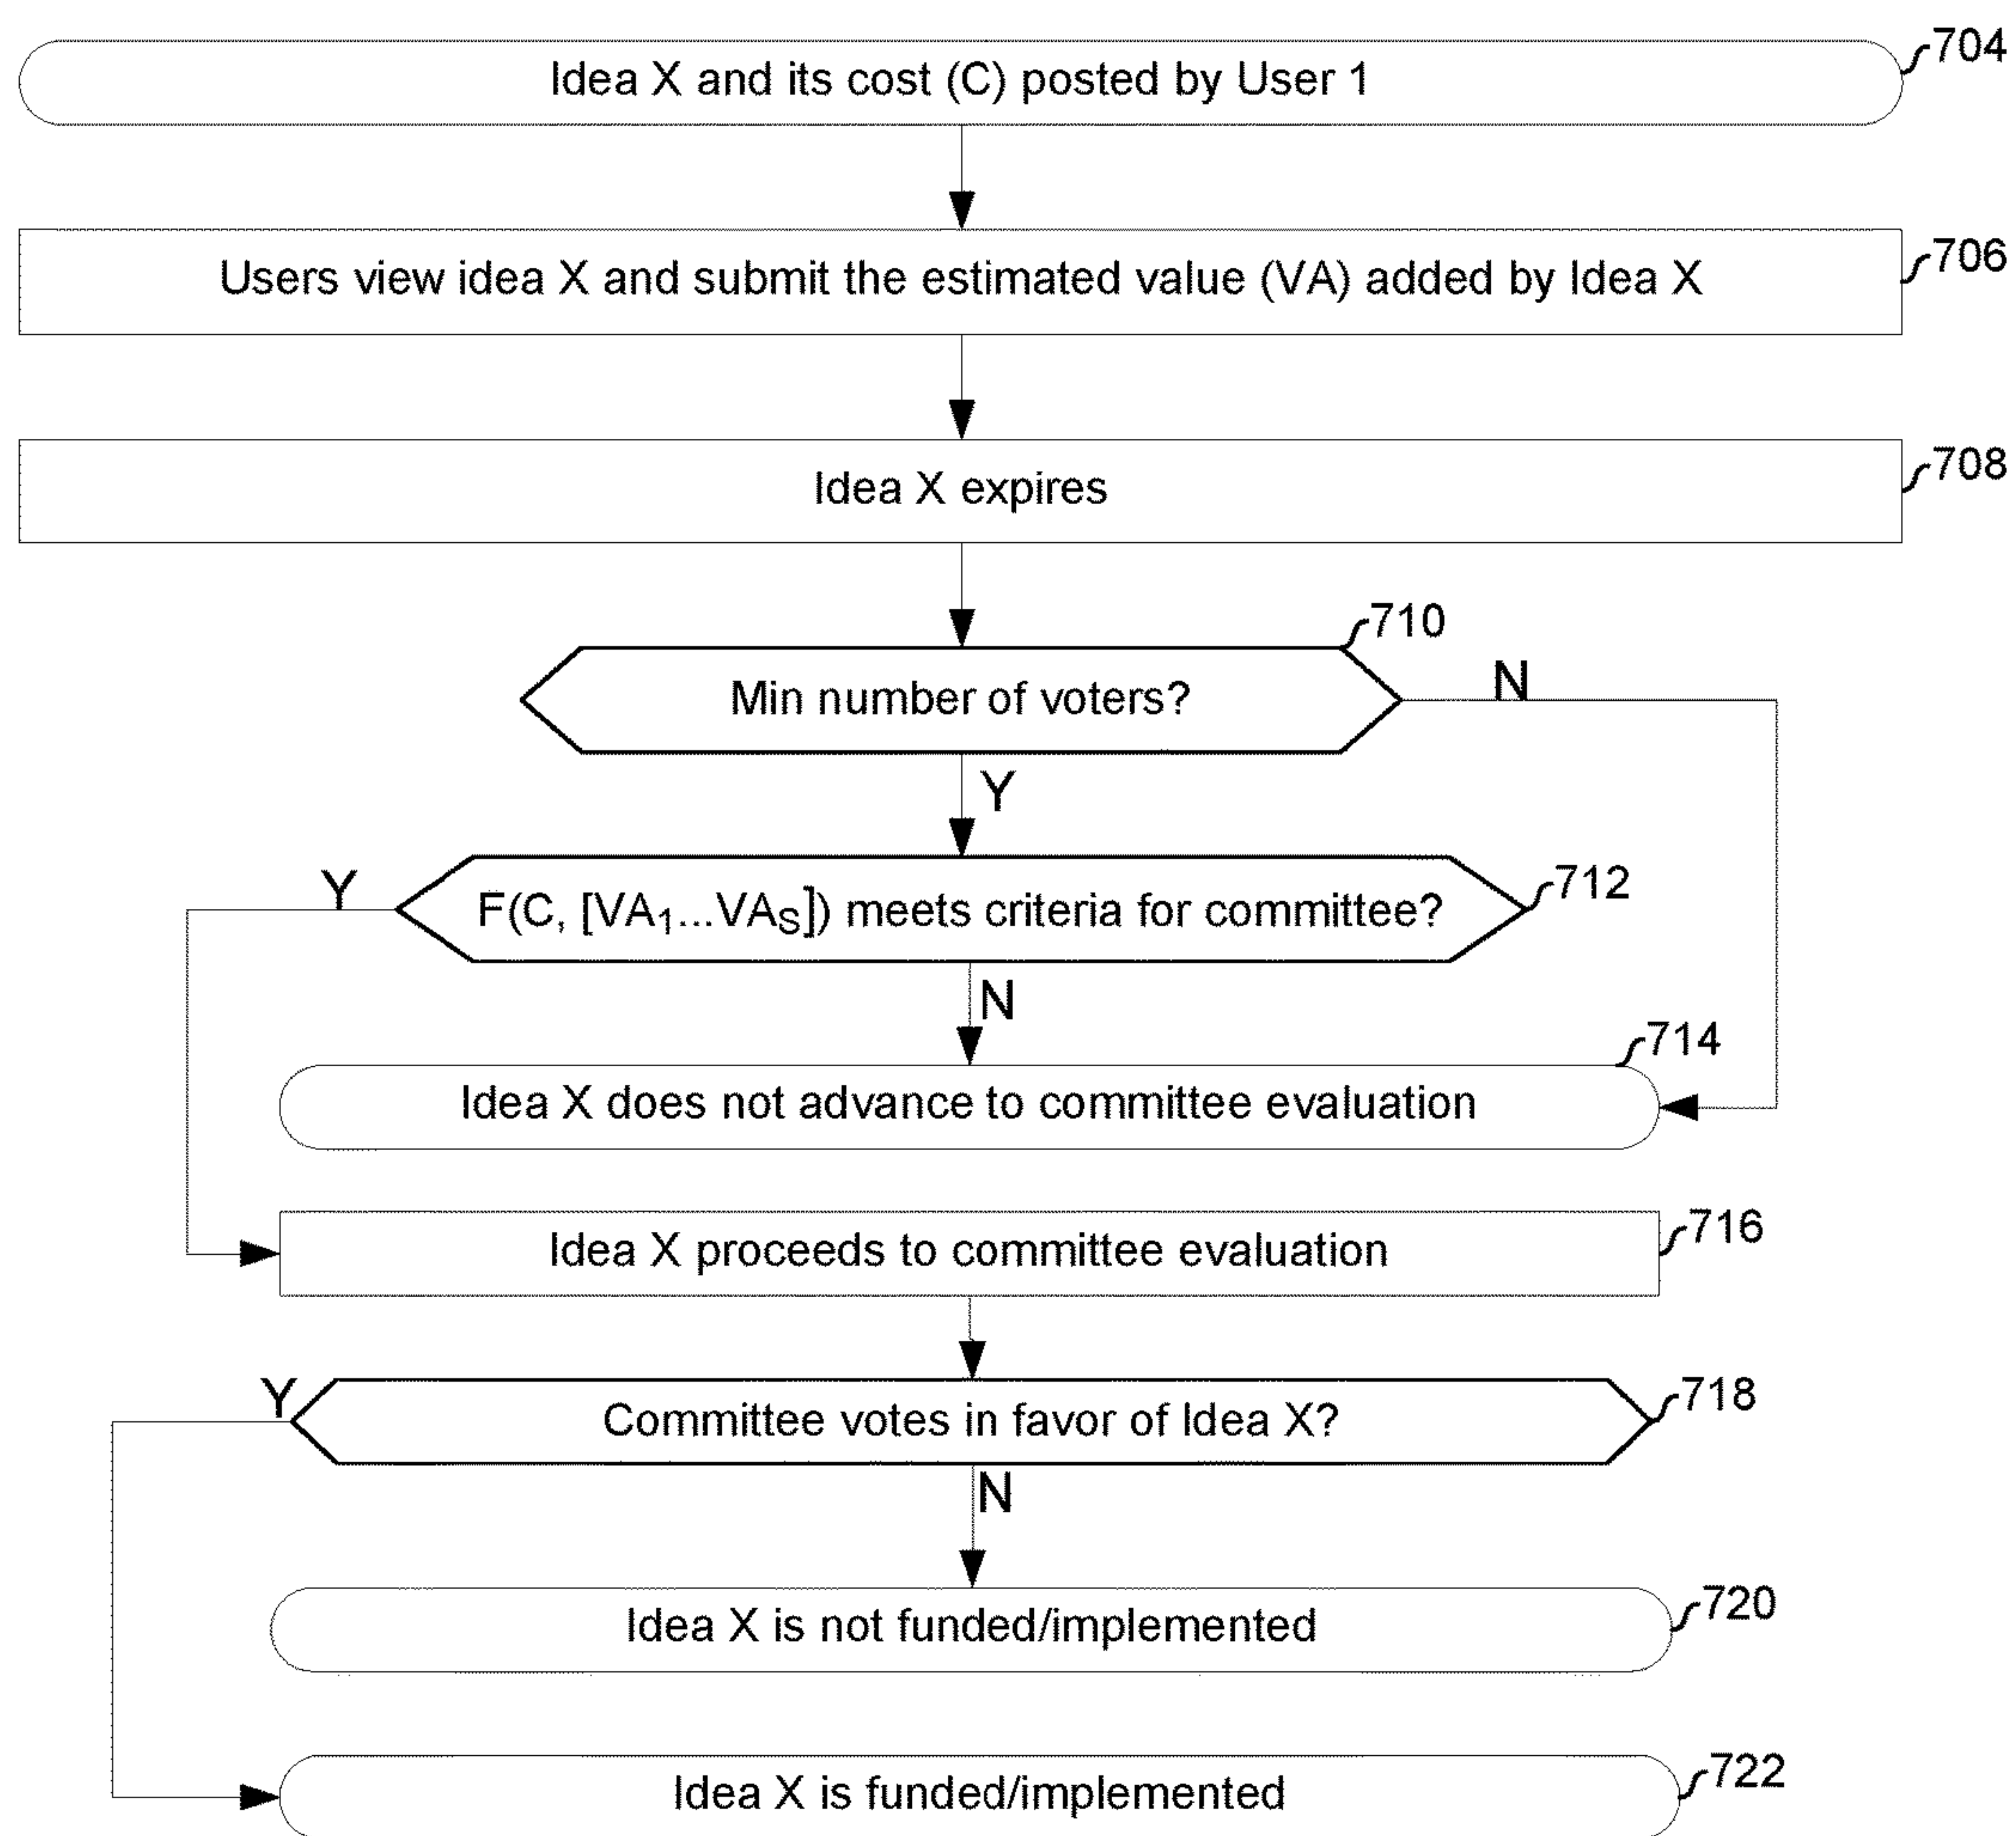 Idea X and its cost (C) posted by User 1
704
Users view idea X and submit the estimated value (VA) added by Idea X
706
Idea X expires
708
710
Min number of voters?
N
Y
Y
F(C, [VA1...VAS]) meets criteria for committee?
712
N
714
Idea X does not advance to committee evaluation
Idea X proceeds to committee evaluation
716
Y
Committee votes in favor of Idea X?
718
N
Idea X is not funded/implemented
720
Idea X is funded/implemented
722